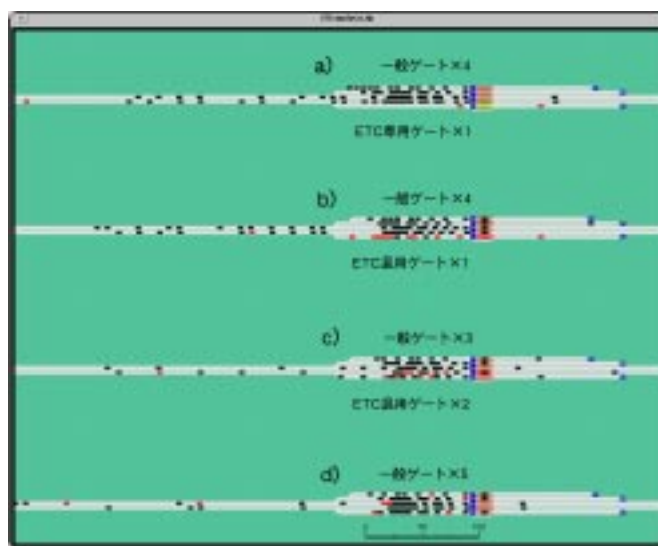 a) 一般ゲート×4
ETC専用ゲート×1
b) 一般ゲート×4
ETC混用ゲート×1
c) 一般ゲート×3
ETC混用ゲート×2
d) 一般ゲート×5